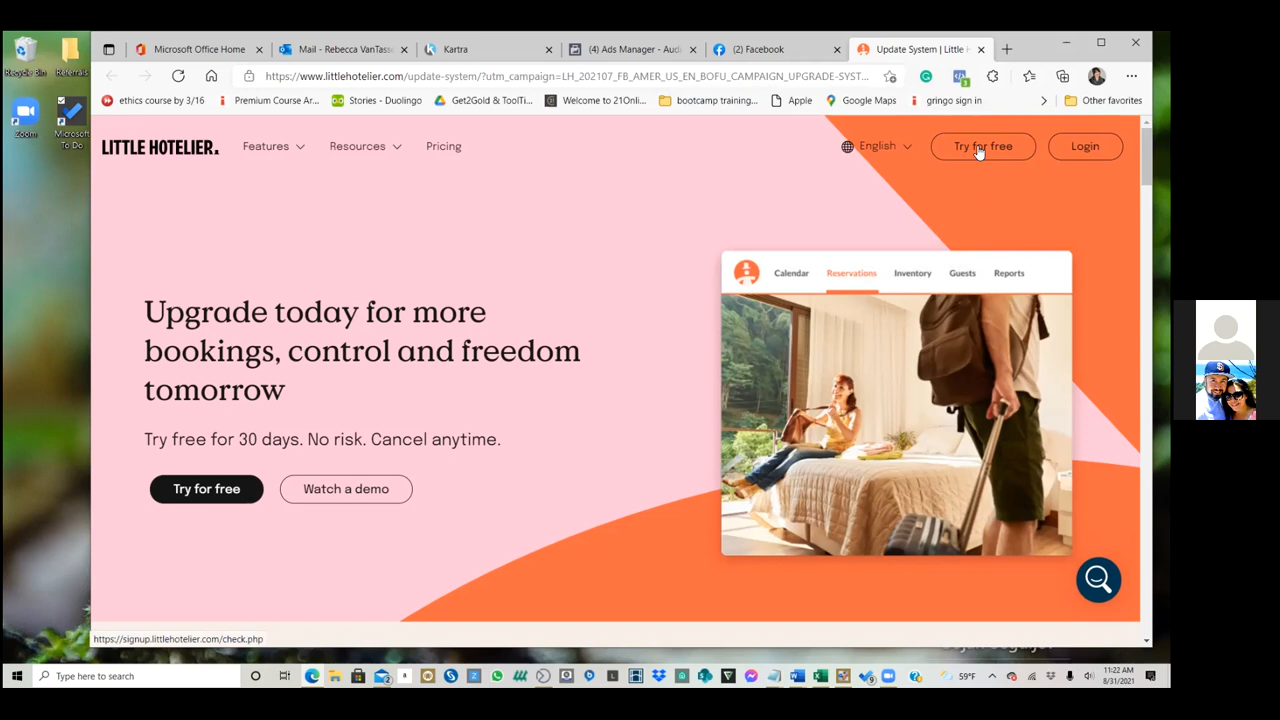 Recycle Bin
Referrals
Zoom
Microsoft To Do
Microsoft Office Home
Mail - Rebecca VanTass
Kartra
(4) Ads Manager - Audi
(2) Facebook
Update System | Little H
https://www.littlehotelier.com/update-system/?utm_campaign=LH_202107_FB_AMER_US_EN_BOFU_CAMPAIGN_UPGRADE-SYST...
ethics course by 3/16
Premium Course Ar...
Stories - Duolingo
Get2Gold & ToolTi...
Welcome to 21Onli...
bootcamp training...
Apple
Google Maps
gringo sign in
Other favorites
LITTLE HOTELIER.
Features
Resources
Pricing
English
Try for free
Login
Calendar
Reservations
Inventory
Guests
Reports
Upgrade today for more
bookings, control and freedom
tomorrow
Try free for 30 days. No risk. Cancel anytime.
Try for free
Watch a demo
https://signup.littlehotelier.com/check.php
Type here to search
59°F
11:22 AM
8/31/2021